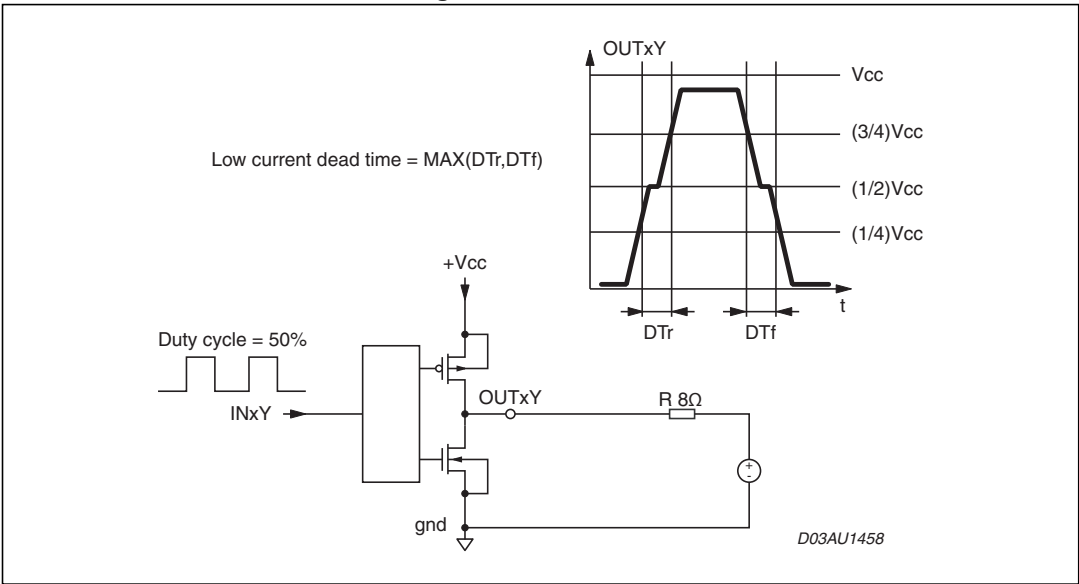 OUTxY
Vcc
(3/4)Vcc
Low current dead time = MAX(DTr,DTf)
(1/2)Vcc
(1/4)Vcc
+Vcc
t
DTr
DTf
Duty cycle = 50%
OUTxY
R 8Ω
INxY
+
-
gnd
D03AU1458